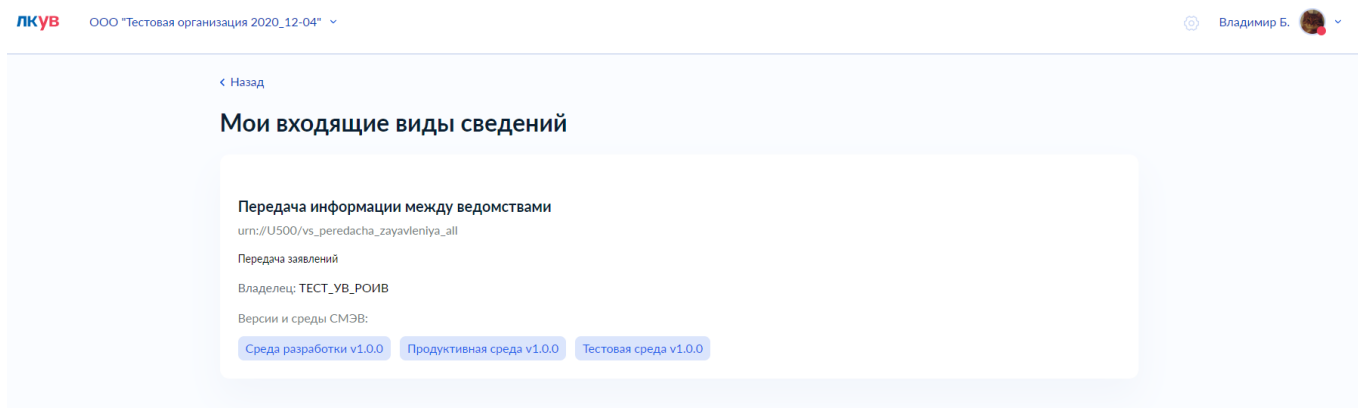 ЛКУВ ООО "Тестовая организация 2020_12-04" Владимир Б.
Назад
Мои входящие виды сведений
Передача информации между ведомствами
urn://U500/vs_peredacha_zayavleniya_all
Передача заявлений
Владелец: ТЕСТ_УВ_РОИВ
Версии и среды СМЭВ:
Среда разработки v1.0.0 Продуктивная среда v1.0.0 Тестовая среда v1.0.0